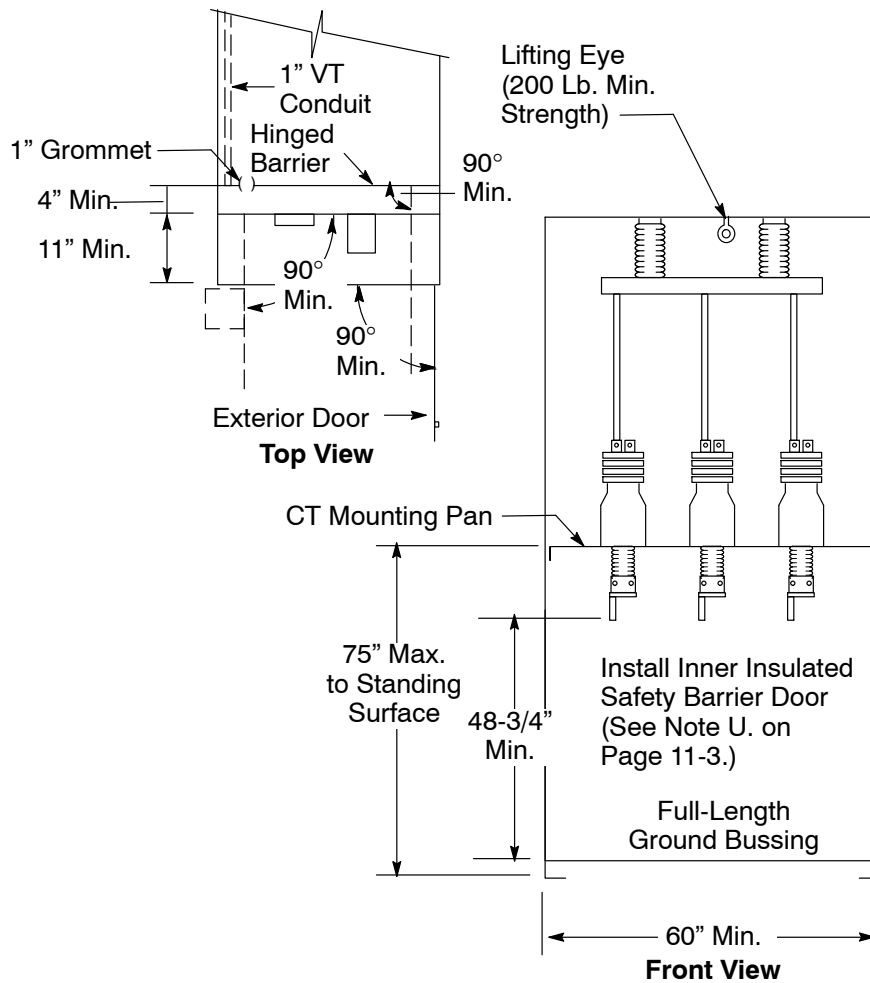 1” VT
Conduit
Hinged
Barrier
1” Grommet
4” Min.
11” Min.
90°
Min.
90°
Min.
90°
Min.
Exterior Door
Top View
Lifting Eye
(200 Lb. Min.
Strength)
CT Mounting Pan
75” Max.
to Standing
Surface
48-3/4”
Min.
Install Inner Insulated
Safety Barrier Door
(See Note U. on
Page 11-3.)
Full-Length
Ground Bussing
60” Min.
Front View